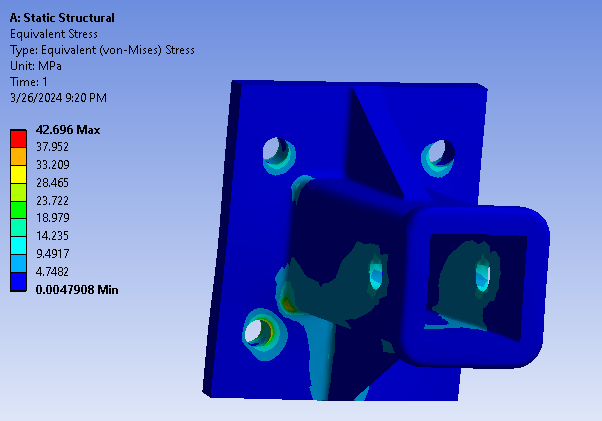 A: Static Structural
Equivalent Stress
Type: Equivalent (von-Mises) Stress
Unit: MPa
Time: 1
3/26/2024 9:20 PM
42.696 Max
37.952
33.209
28.465
23.722
18.979
14.235
9.4917
4.7482
0.0047908 Min